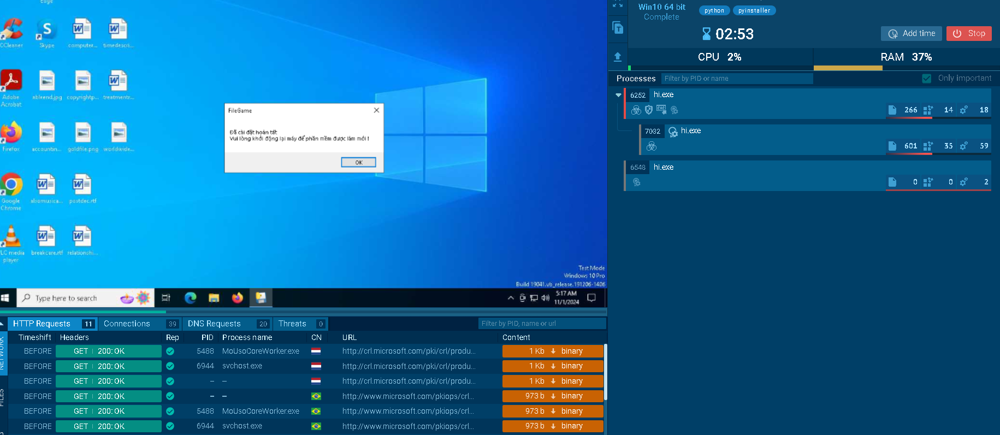 Edge
CCleaner
Skype
computer...
timedescri...
Adobe
Acrobat
ableend.jpg
copyrightp...
treatmentr...
Firefox
accountin...
goldfile.png
worldwide...
Google
Chrome
alsomusica...
postdec.rtf
VLC media
player
breakcare.rtf
relationshi...
FileGame
Đã cài đặt hoàn tất
Vui lòng khởi động lại máy để phần mềm được làm mới !
OK
Test Mode
Windows 10 Pro
Build 19041.vb_release.191206-1406
Type here to search
5:17 AM
11/1/2024
Win10 64 bit
Complete
python
pyinstaller
02:53
Add time
Stop
CPU 2%
RAM 37%
Processes
Filter by PID or name
Only important
6252 hi.exe
266 14 18
7032 hi.exe
601 35 59
6548 hi.exe
0 0 2
HTTP Requests 11
Connections 39
DNS Requests 20
Threats 0
Filter by PID, name or url
NETWORK
FILES
Timeshift Headers Rep PID Process name CN URL Content
BEFORE GET 200: OK 5488 MoUsoCoreWorker.exe http://crl.microsoft.com/pki/crl/produ... 1 Kb binary
BEFORE GET 200: OK 6944 svchost.exe http://crl.microsoft.com/pki/crl/produ... 1 Kb binary
BEFORE GET 200: OK – – http://crl.microsoft.com/pki/crl/produ... 1 Kb binary
BEFORE GET 200: OK – – http://www.microsoft.com/pkiops/crl... 973 b binary
BEFORE GET 200: OK 5488 MoUsoCoreWorker.exe http://www.microsoft.com/pkiops/crl... 973 b binary
BEFORE GET 200: OK 6944 svchost.exe http://www.microsoft.com/pkiops/crl... 973 b binary